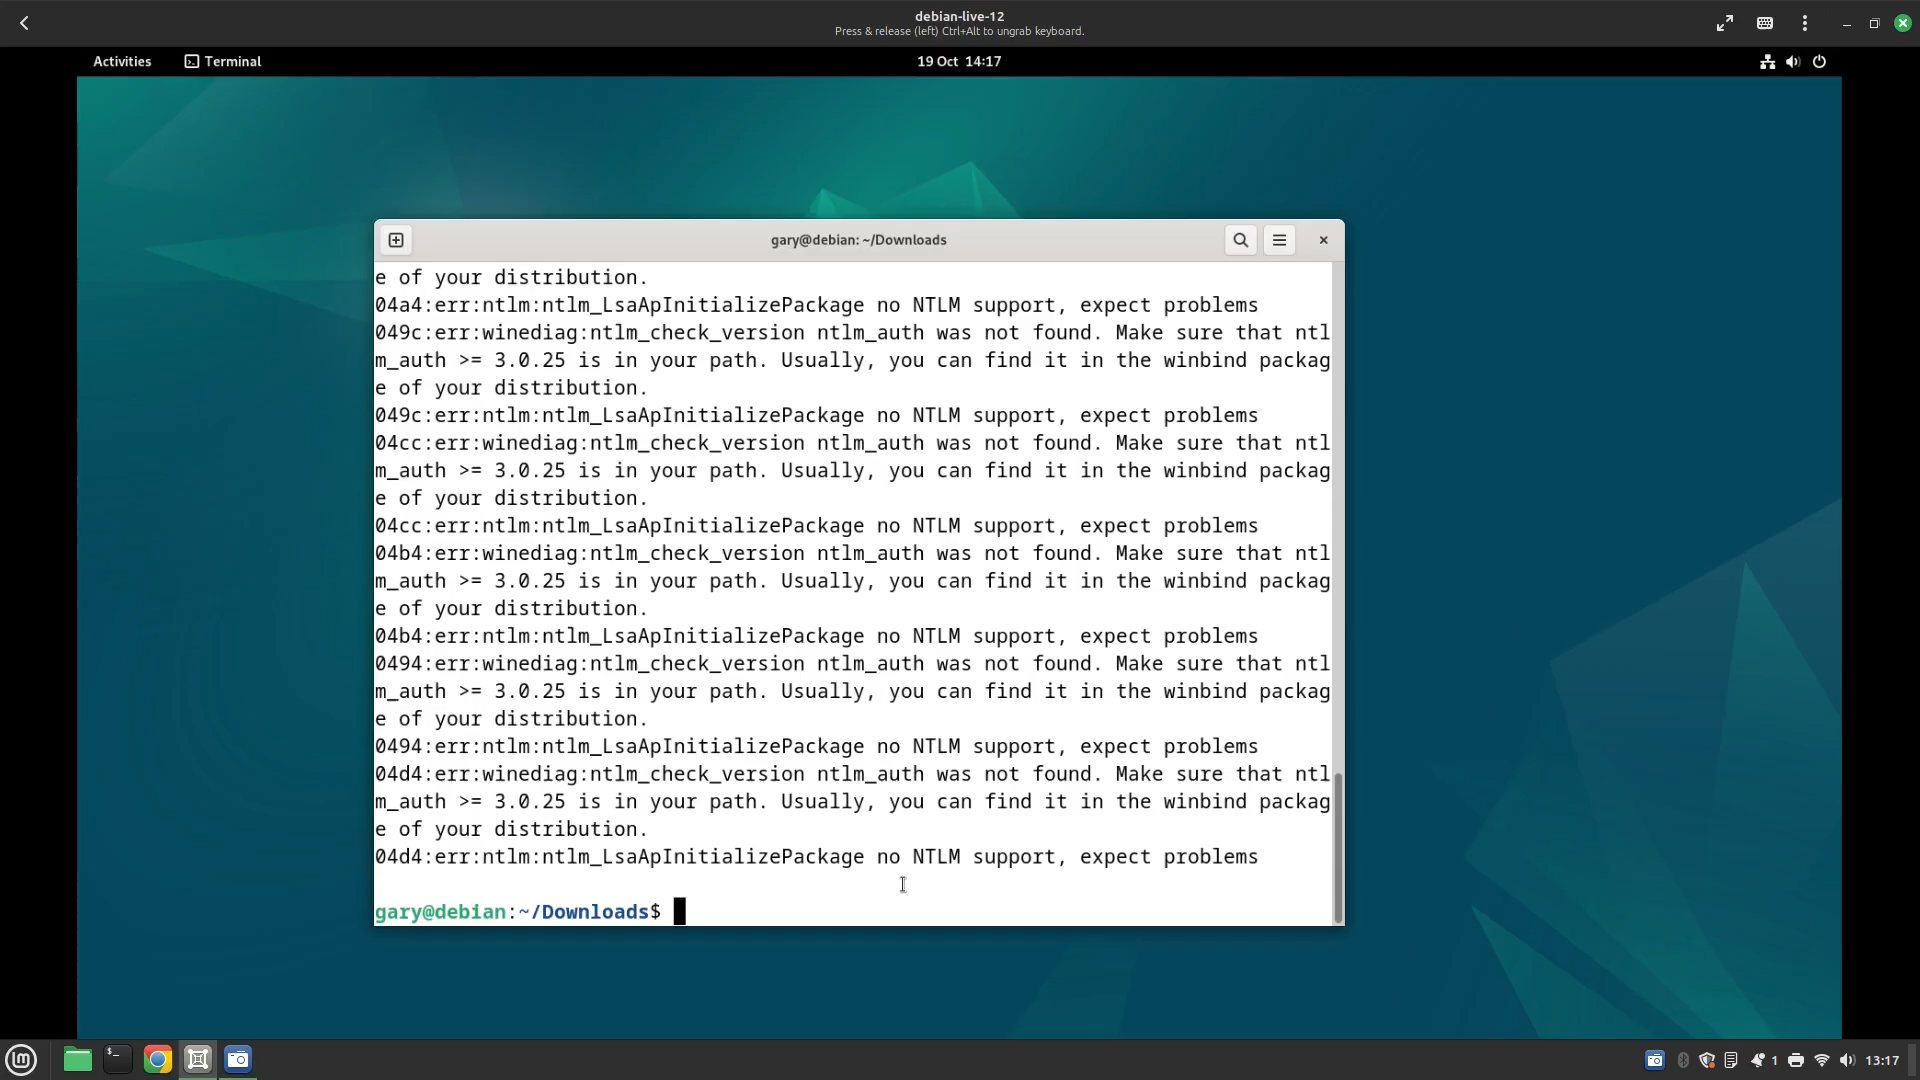 debian-live-12
Press & release (left) Ctrl+Alt to ungrab keyboard.
Activities
Terminal
19 Oct 14:17
gary@debian: ~/Downloads
e of your distribution.
04a4:err:ntlm:ntlm_LsaApInitializePackage no NTLM support, expect problems
049c:err:winediag:ntlm_check_version ntlm_auth was not found. Make sure that ntl
m_auth >= 3.0.25 is in your path. Usually, you can find it in the winbind packag
e of your distribution.
049c:err:ntlm:ntlm_LsaApInitializePackage no NTLM support, expect problems
04cc:err:winediag:ntlm_check_version ntlm_auth was not found. Make sure that ntl
m_auth >= 3.0.25 is in your path. Usually, you can find it in the winbind packag
e of your distribution.
04cc:err:ntlm:ntlm_LsaApInitializePackage no NTLM support, expect problems
04b4:err:winediag:ntlm_check_version ntlm_auth was not found. Make sure that ntl
m_auth >= 3.0.25 is in your path. Usually, you can find it in the winbind packag
e of your distribution.
04b4:err:ntlm:ntlm_LsaApInitializePackage no NTLM support, expect problems
0494:err:winediag:ntlm_check_version ntlm_auth was not found. Make sure that ntl
m_auth >= 3.0.25 is in your path. Usually, you can find it in the winbind packag
e of your distribution.
0494:err:ntlm:ntlm_LsaApInitializePackage no NTLM support, expect problems
04d4:err:winediag:ntlm_check_version ntlm_auth was not found. Make sure that ntl
m_auth >= 3.0.25 is in your path. Usually, you can find it in the winbind packag
e of your distribution.
04d4:err:ntlm:ntlm_LsaApInitializePackage no NTLM support, expect problems
gary@debian:~/Downloads$
1
13:17